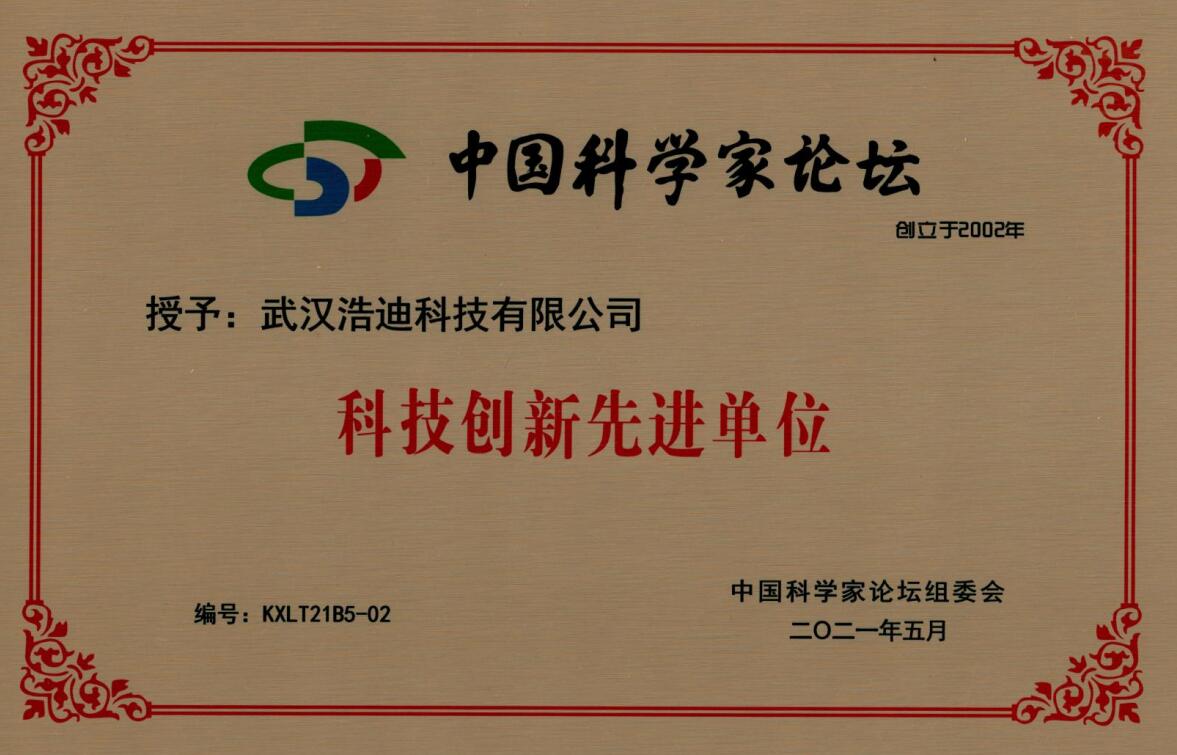 中国科学家论坛
创立于2002年
授予：武汉浩迪科技有限公司
科技创新先进单位
编号：KXLT21B5-02
中国科学家论坛组委会
二〇二一年五月